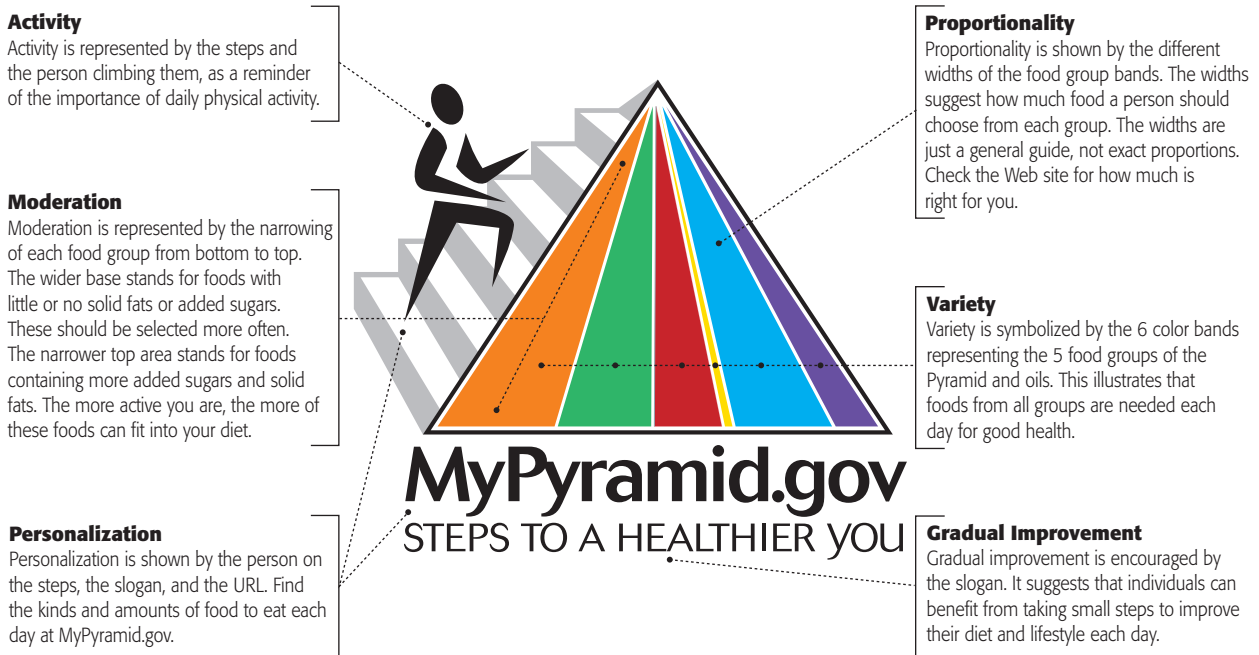 Activity
Activity is represented by the steps and
the person climbing them, as a reminder
of the importance of daily physical activity.
Moderation
Moderation is represented by the narrowing
of each food group from bottom to top.
The wider base stands for foods with
little or no solid fats or added sugars.
These should be selected more often.
The narrower top area stands for foods
containing more added sugars and solid
fats. The more active you are, the more of
these foods can fit into your diet.
Personalization
Personalization is shown by the person on
the steps, the slogan, and the URL. Find
the kinds and amounts of food to eat each
day at MyPyramid.gov.
MyPyramid.gov
STEPS TO A HEALTHIER YOU
Proportionality
Proportionality is shown by the different
widths of the food group bands. The widths
suggest how much food a person should
choose from each group. The widths are
just a general guide, not exact proportions.
Check the Web site for how much is
right for you.
Variety
Variety is symbolized by the 6 color bands
representing the 5 food groups of the
Pyramid and oils. This illustrates that
foods from all groups are needed each
day for good health.
Gradual Improvement
Gradual improvement is encouraged by
the slogan. It suggests that individuals can
benefit from taking small steps to improve
their diet and lifestyle each day.